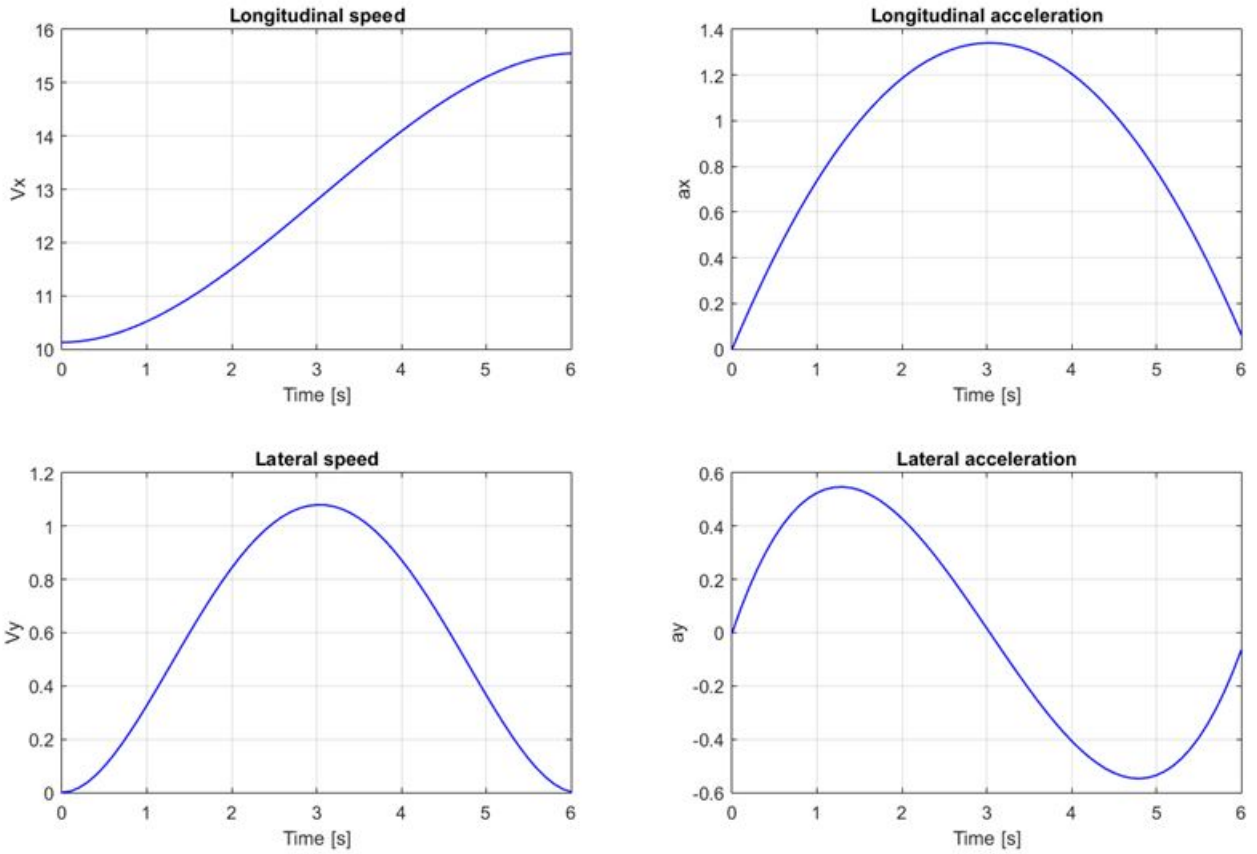 Longitudinal speed
16
15
14
13
12
11
10
Vx
0 1 2 3 4 5 6
Time [s]
Longitudinal acceleration
1.4
1.2
1
0.8
0.6
0.4
0.2
0
ax
0 1 2 3 4 5 6
Time [s]
Lateral speed
1.2
1
0.8
0.6
0.4
0.2
0
Vy
0 1 2 3 4 5 6
Time [s]
Lateral acceleration
0.6
0.4
0.2
0
-0.2
-0.4
-0.6
ay
0 1 2 3 4 5 6
Time [s]